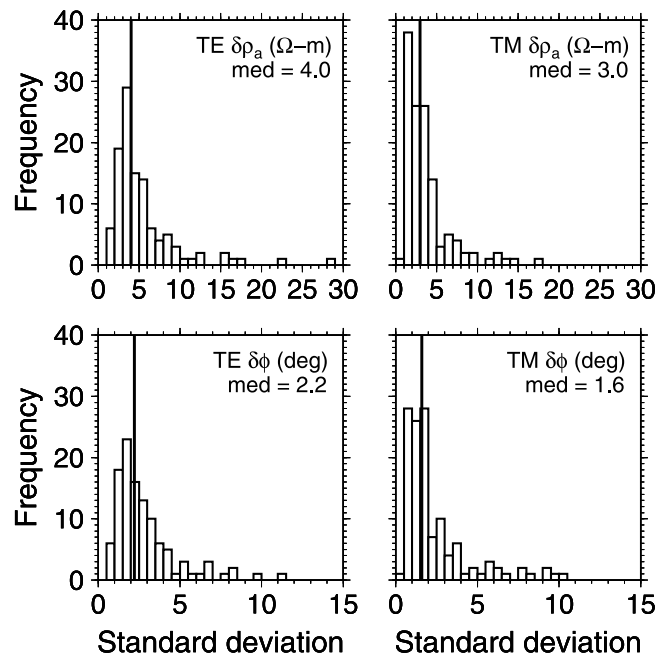 TE δρa (Ω−m)
med = 4.0
TM δρa (Ω−m)
med = 3.0
Frequency
40
30
20
10
0
0 5 10 15 20 25 30
0 5 10 15 20 25 30
TE δϕ (deg)
med = 2.2
TM δϕ (deg)
med = 1.6
Frequency
40
30
20
10
0
0 5 10 15
0 5 10 15
Standard deviation
Standard deviation